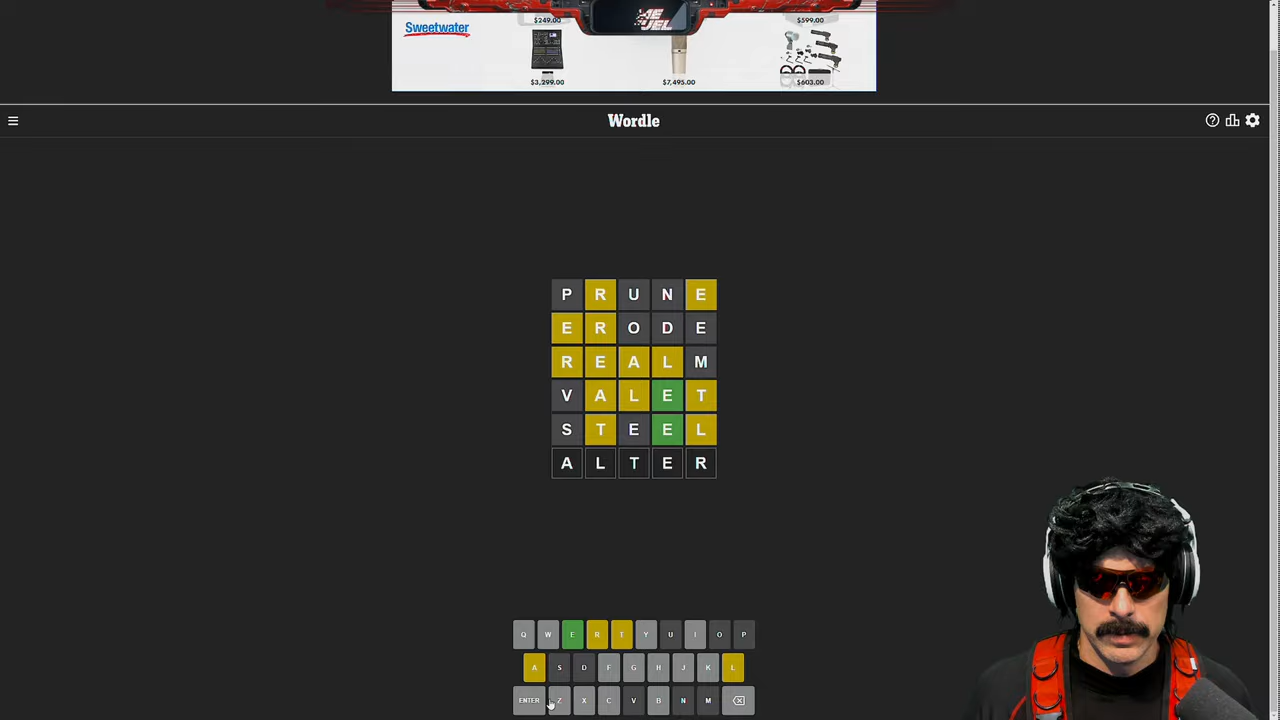 $249.00
$599.00
Sweetwater
$3,299.00
$7,495.00
$603.00
Wordle
P R U N E
E R O D E
R E A L M
V A L E T
S T E E L
A L T E R
Q W E R T Y U I O P
A S D F G H J K L
ENTER Z X C V B N M